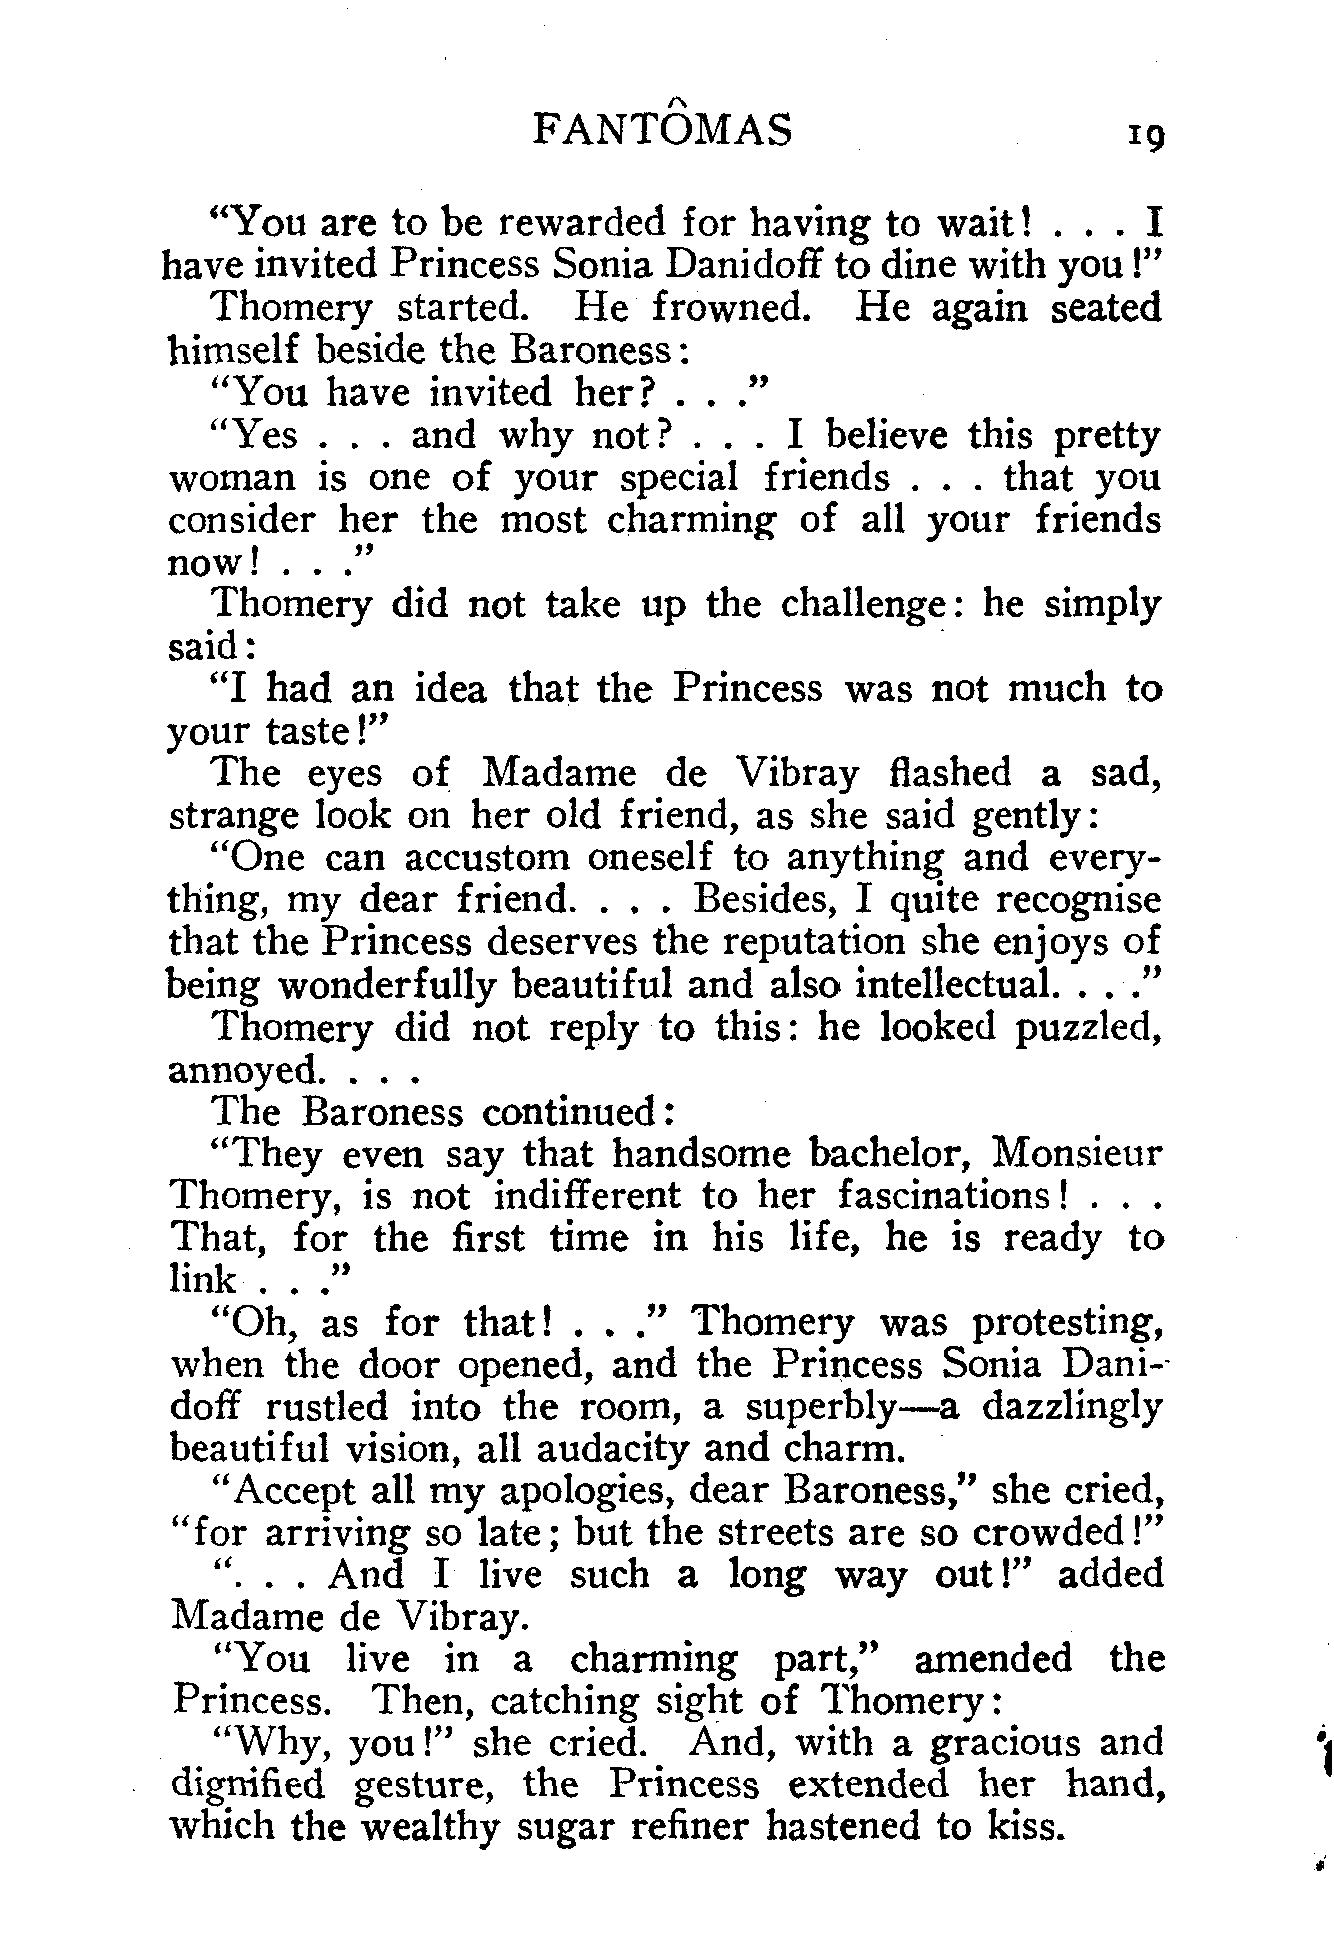 FANTÔMAS 19
“You are to be rewarded for having to wait! . . . I
have invited Princess Sonia Danidoff to dine with you!”
Thomery started. He frowned. He again seated
himself beside the Baroness:
“You have invited her? . . .”
“Yes . . . and why not? . . . I believe this pretty
woman is one of your special friends . . . that you
consider her the most charming of all your friends
now! . . .”
Thomery did not take up the challenge: he simply
said:
“I had an idea that the Princess was not much to
your taste!”
The eyes of Madame de Vibray flashed a sad,
strange look on her old friend, as she said gently:
“One can accustom oneself to anything and every-
thing, my dear friend. . . . Besides, I quite recognise
that the Princess deserves the reputation she enjoys of
being wonderfully beautiful and also intellectual. . . .”
Thomery did not reply to this: he looked puzzled,
annoyed. . . .
The Baroness continued:
“They even say that handsome bachelor, Monsieur
Thomery, is not indifferent to her fascinations! . . .
That, for the first time in his life, he is ready to
link . . .”
“Oh, as for that! . . .” Thomery was protesting,
when the door opened, and the Princess Sonia Dani-
doff rustled into the room, a superbly—a dazzlingly
beautiful vision, all audacity and charm.
“Accept all my apologies, dear Baroness,” she cried,
“for arriving so late; but the streets are so crowded!”
“. . . And I live such a long way out!” added
Madame de Vibray.
“You live in a charming part,” amended the
Princess. Then, catching sight of Thomery:
“Why, you!” she cried. And, with a gracious and
dignified gesture, the Princess extended her hand,
which the wealthy sugar refiner hastened to kiss.